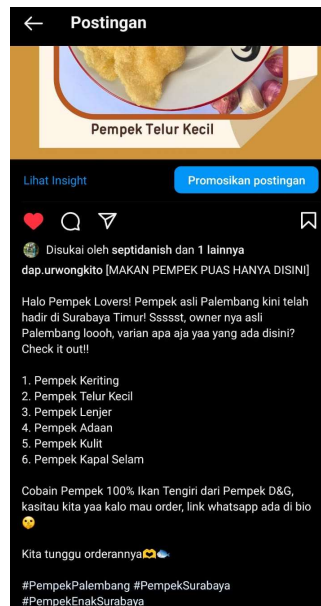 Postingan
Pempek Telur Kecil
Lihat Insight
Promosikan postingan
Disukai oleh septidanish dan 1 lainnya
dap.urwongkito [MAKAN PEMPEK PUAS HANYA DISINI]
Halo Pempek Lovers! Pempek asli Palembang kini telah
hadir di Surabaya Timur! Ssssst, owner nya asli
Palembang loooh, varian apa aja yaa yang ada disini?
Check it out!!
1. Pempek Keriting
2. Pempek Telur Kecil
3. Pempek Lenjer
4. Pempek Adaan
5. Pempek Kulit
6. Pempek Kapal Selam
Cobain Pempek 100% Ikan Tengiri dari Pempek D&G,
kasitau kita yaa kalo mau order, link whatsapp ada di bio
🤫
Kita tunggu orderannya🫶🐟
#PempekPalembang #PempekSurabaya
#PempekEnakSurabaya